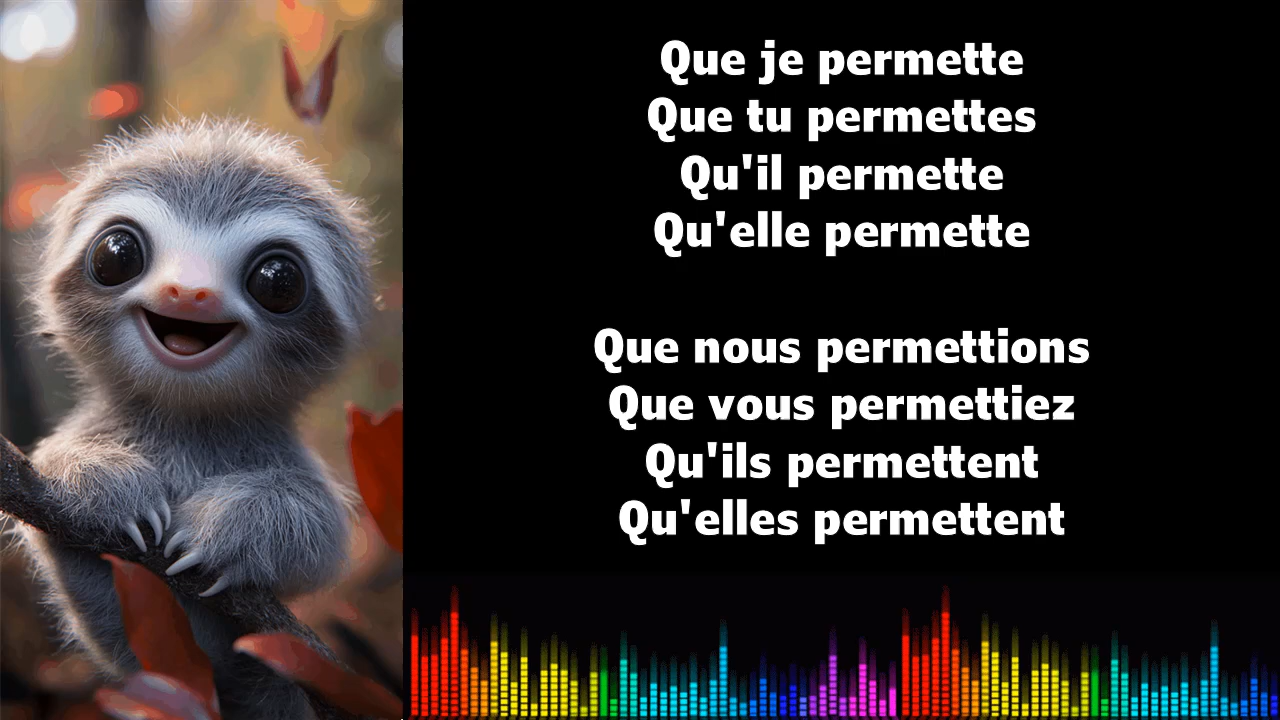 Que je permette
Que tu permettes
Qu'il permette
Qu'elle permette
Que nous permettions
Que vous permettiez
Qu'ils permettent
Qu'elles permettent